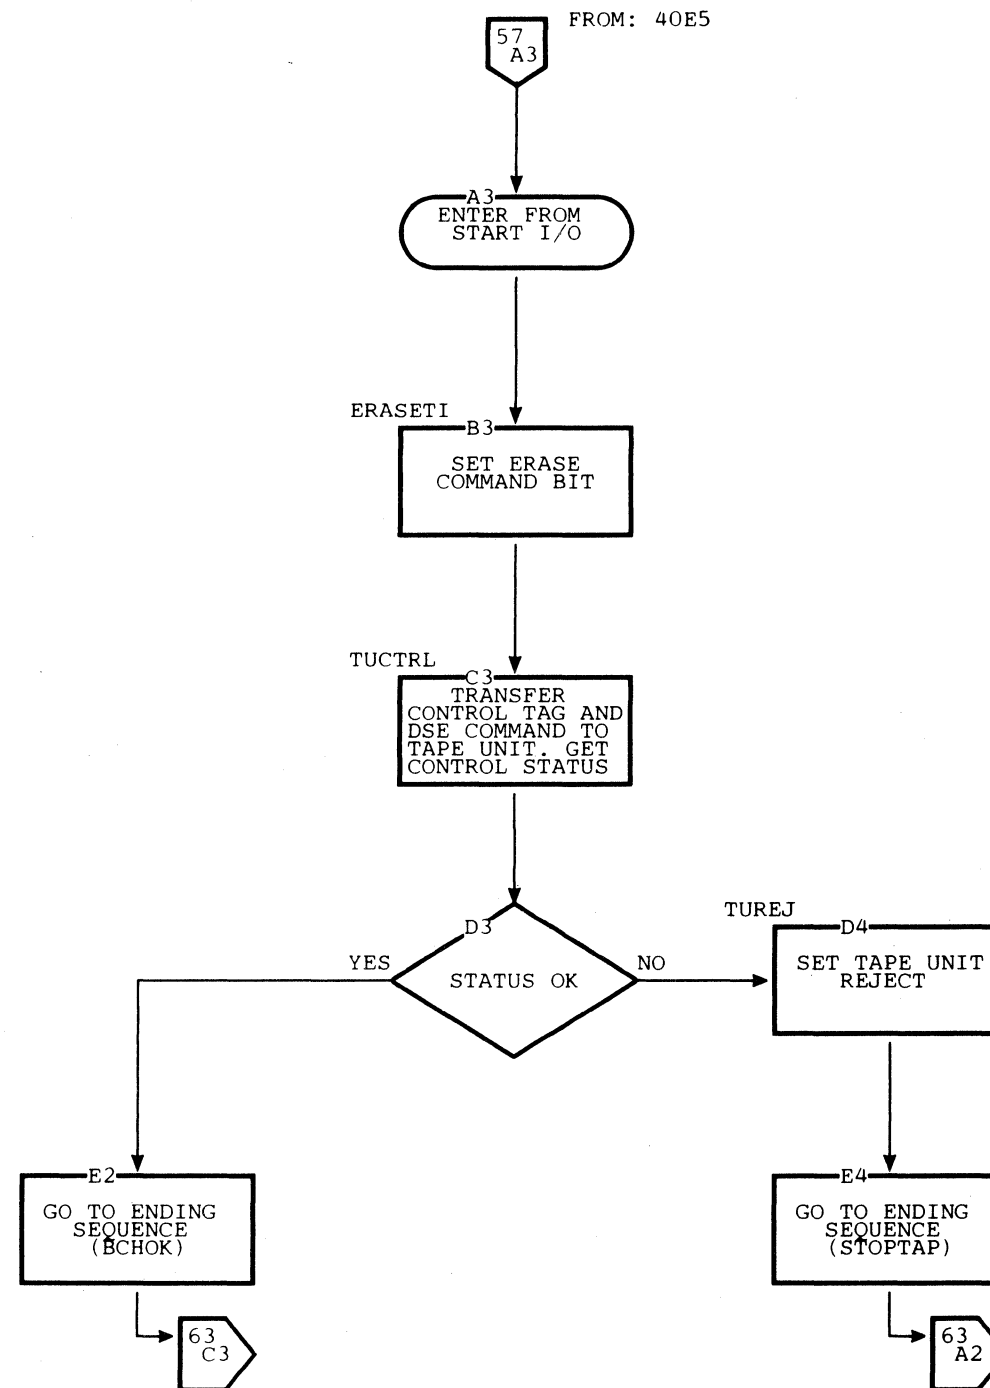 FROM: 40E5
57
A3
A3
ENTER FROM
START I/O
ERASETI
B3
SET ERASE
COMMAND BIT
TUCTRL
C3
TRANSFER
CONTROL TAG AND
DSE COMMAND TO
TAPE UNIT. GET
CONTROL STATUS
D3
YES
STATUS OK
NO
TUREJ
D4
SET TAPE UNIT
REJECT
E2
GO TO ENDING
SEQUENCE
(BCHOK)
E4
GO TO ENDING
SEQUENCE
(STOPTAP)
63
C3
63
A2